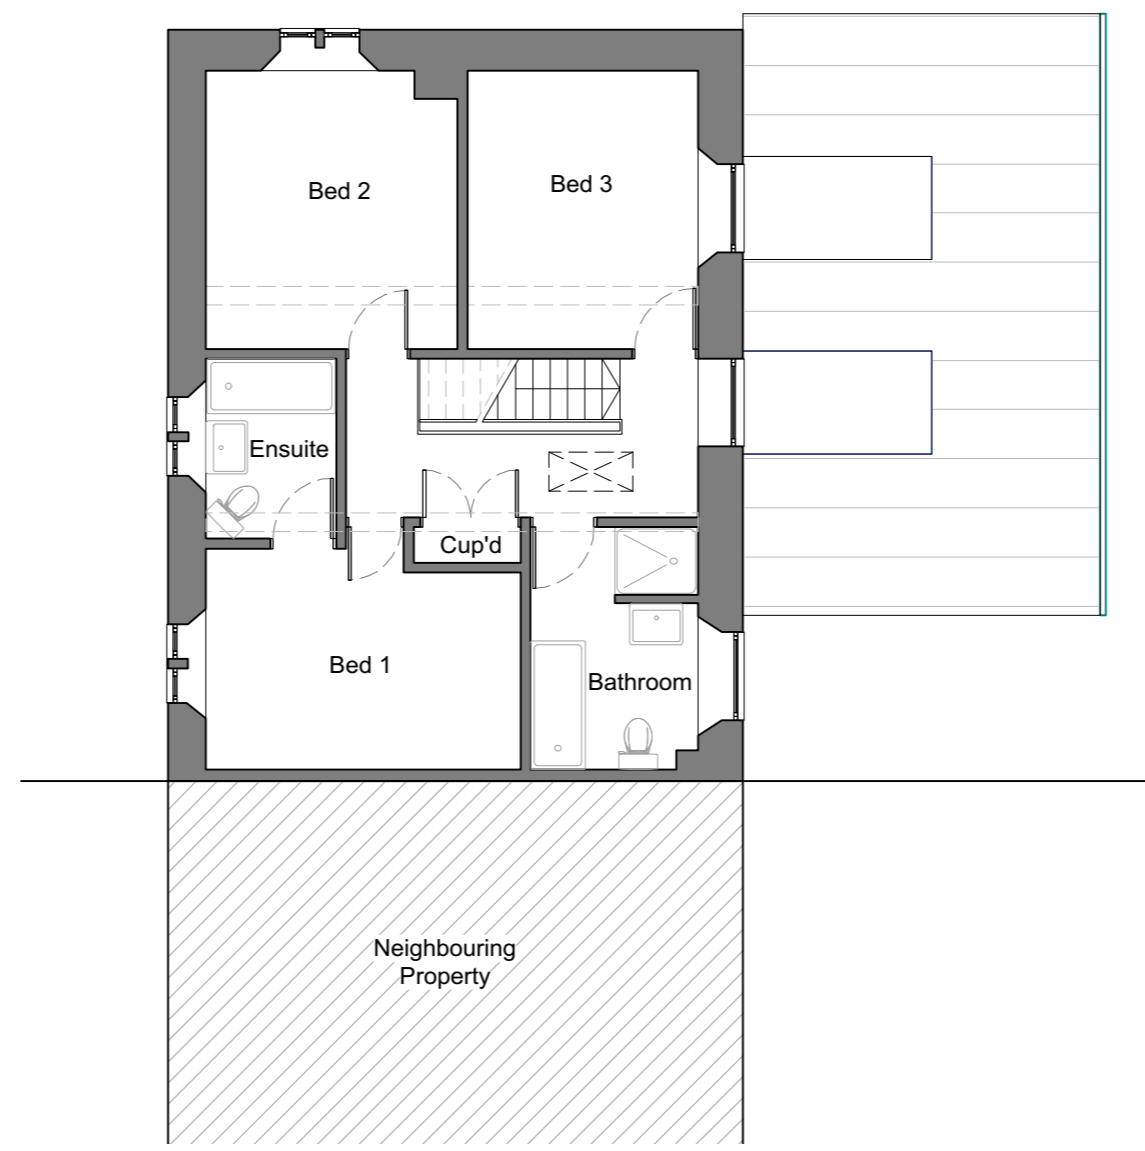 Bed 2
Bed 3
Ensuite
Cup'd
Bed 1
Bathroom
Neighbouring
Property